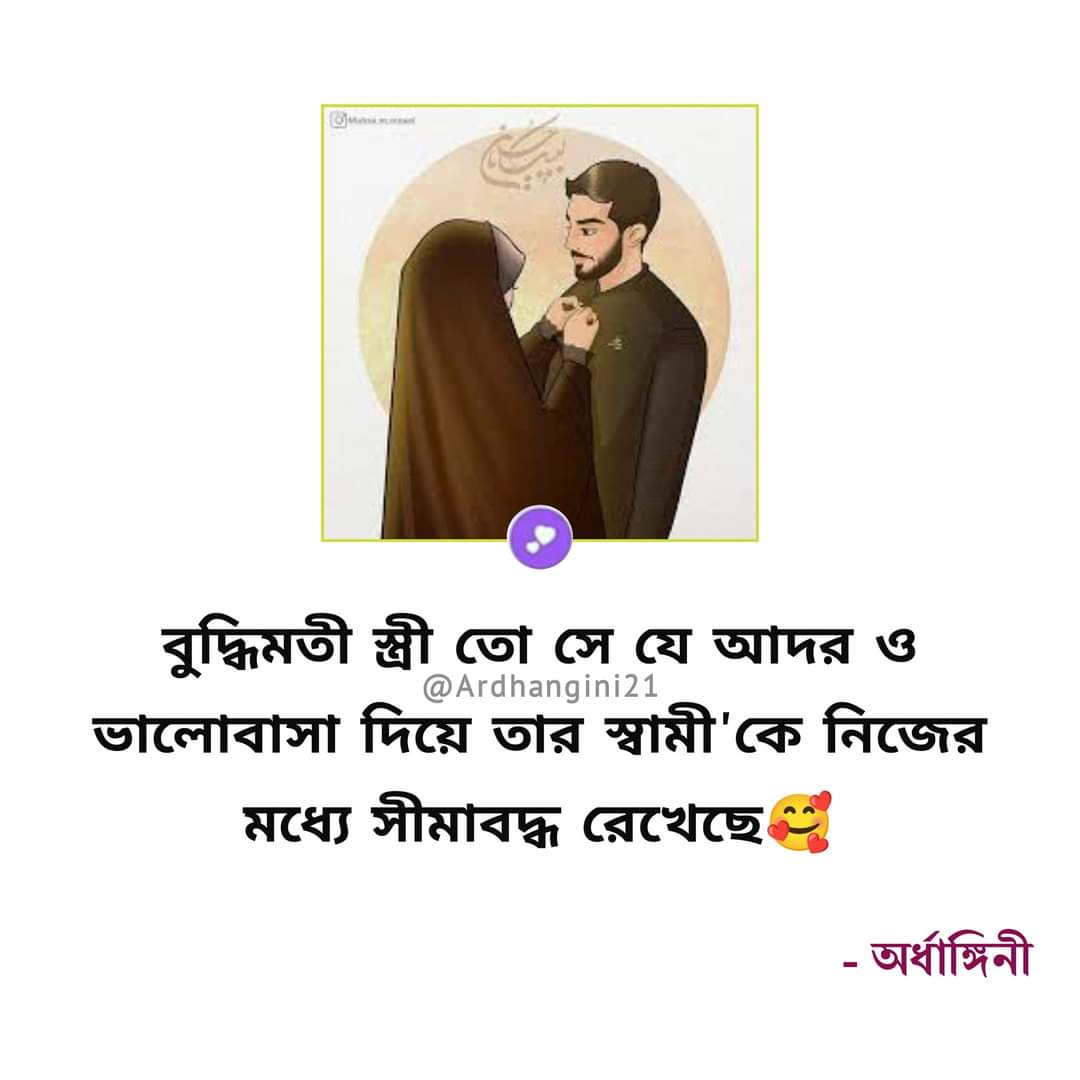 বুদ্ধিমতী স্ত্রী তো সে যে আদর ও
@Ardhangini21
ভালোবাসা দিয়ে তার স্বামী'কে নিজের
মধ্যে সীমাবদ্ধ রেখেছে🥰
- অর্ধাঙ্গিনী